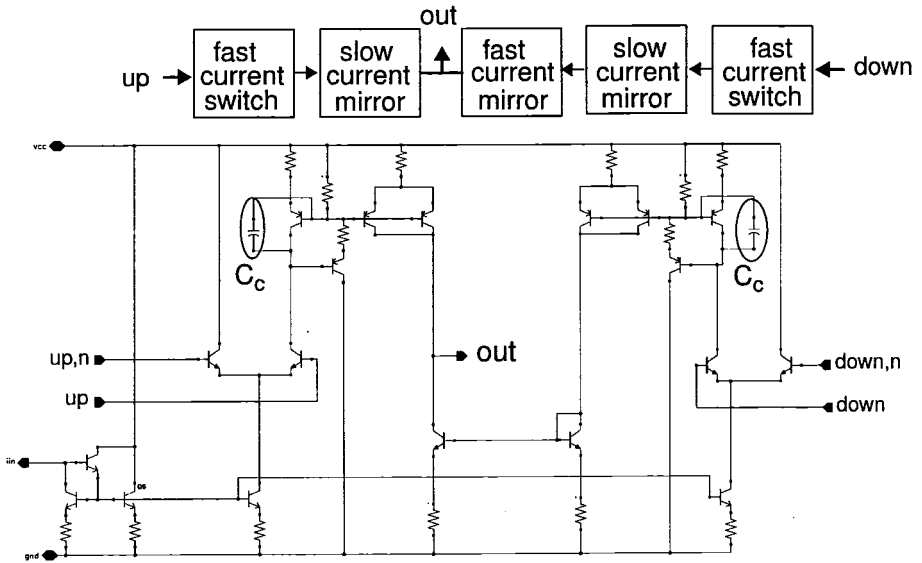 out
up
fast
current
switch
slow
current
mirror
fast
current
mirror
slow
current
mirror
fast
current
switch
down
vcc
Cc
Cc
up,n
out
down,n
up
down
iin
gnd